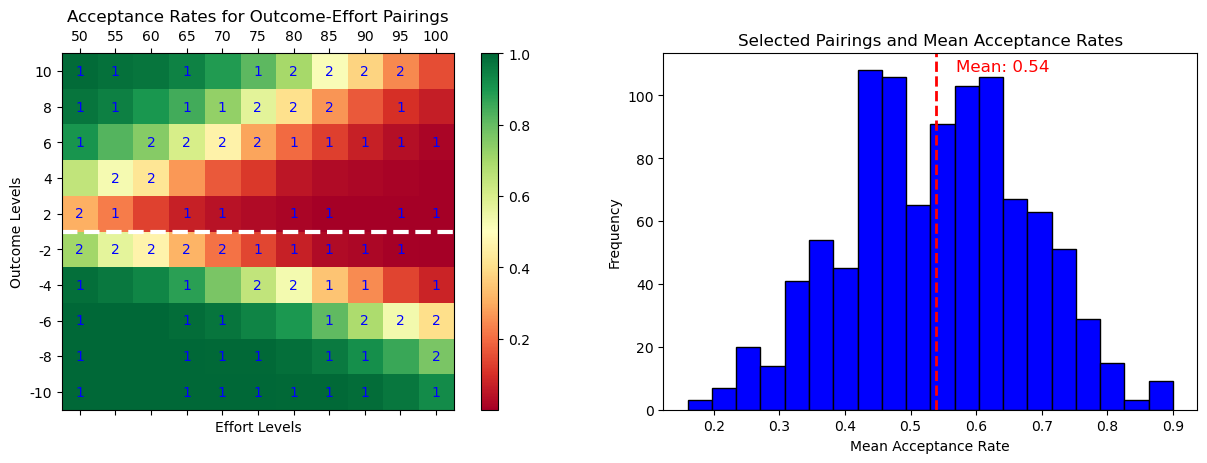 Acceptance Rates for Outcome-Effort Pairings
50 55 60 65 70 75 80 85 90 95 100
10 1 1 1 1 2 2 2 2
8 1 1 1 1 2 2 2 1
6 1 2 2 2 2 2 1 1 1 1
4 2 2
2 2 1 1 1 1 1 1 1
-2 2 2 2 2 2 1 1 1 1 1
-4 1 1 1 2 2 1 1 1
-6 1 1 1 1 2 2 2
-8 1 1 1 1 1 1 2
-10 1 1 1 1 1 1 1 1
Outcome Levels
Effort Levels
1.0
0.8
0.6
0.4
0.2
Selected Pairings and Mean Acceptance Rates
Mean: 0.54
100
80
60
40
20
0
Frequency
0.2 0.3 0.4 0.5 0.6 0.7 0.8 0.9
Mean Acceptance Rate